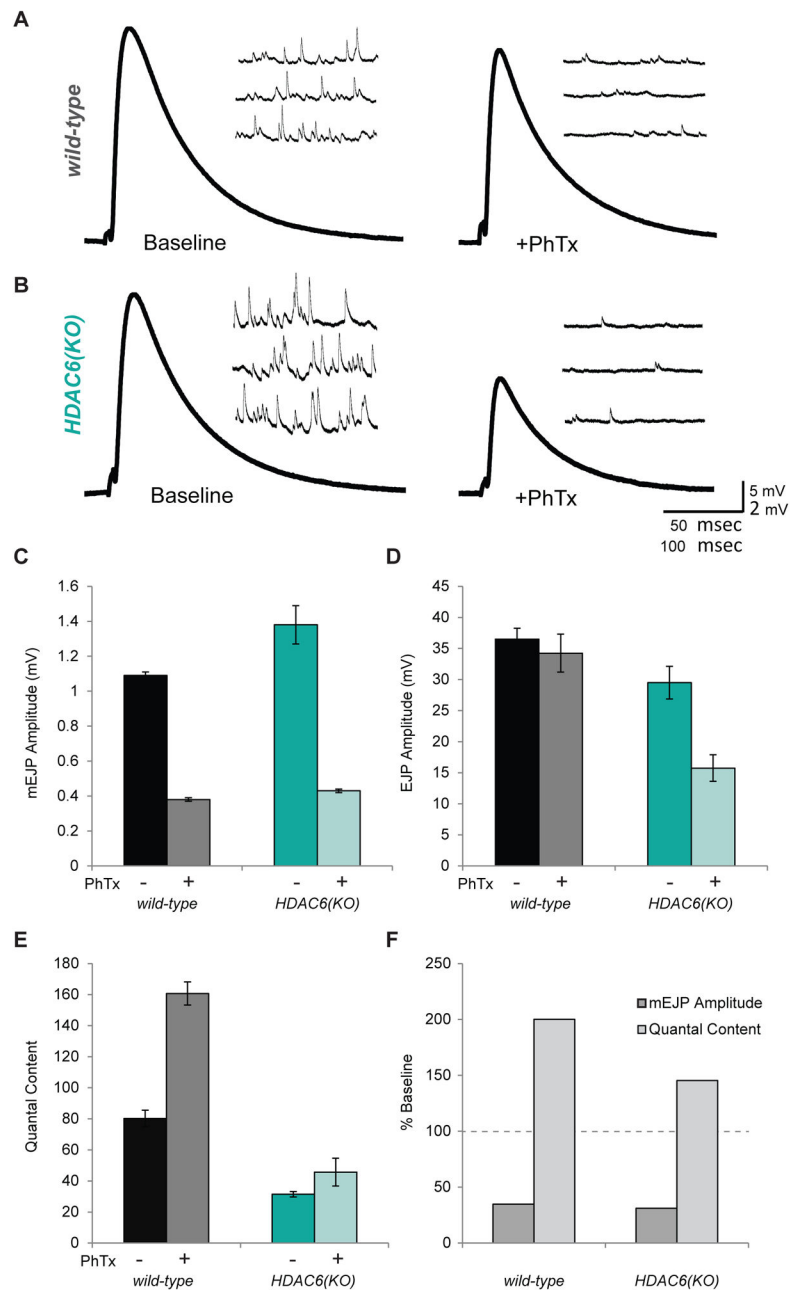 A
wild-type
Baseline
+PhTx
B
HDAC6(KO)
Baseline
+PhTx
5 mV
2 mV
50 msec
100 msec
C
mEJP Amplitude (mV)
1.6
1.4
1.2
1
0.8
0.6
0.4
0.2
0
PhTx - + - +
wild-type HDAC6(KO)
D
EJP Amplitude (mV)
45
40
35
30
25
20
15
10
5
0
PhTx - + - +
wild-type HDAC6(KO)
E
Quantal Content
180
160
140
120
100
80
60
40
20
0
PhTx - + - +
wild-type HDAC6(KO)
F
% Baseline
250
200
150
100
50
0
mEJP Amplitude
Quantal Content
wild-type HDAC6(KO)